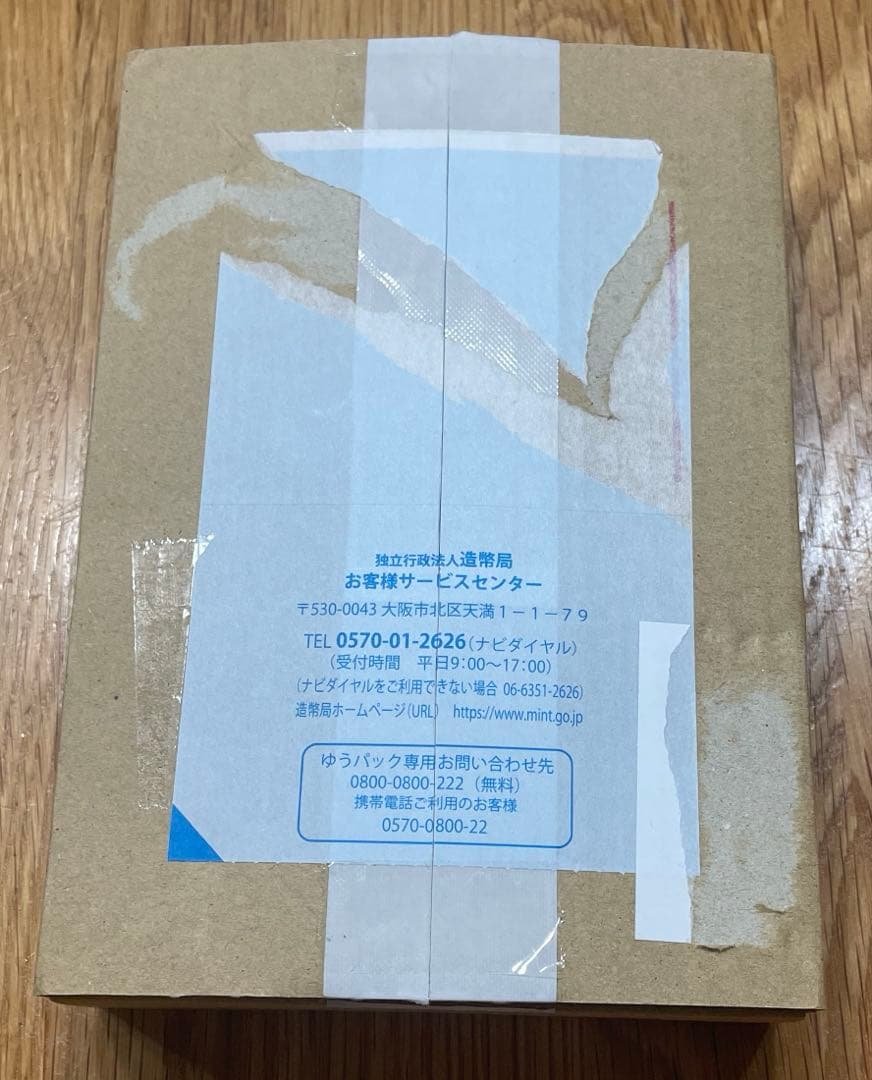 独立行政法人造幣局
お客様サービスセンター
〒530-0043 大阪市北区天満1-1-79
TEL 0570-01-2626(ナビダイヤル)
(受付時間 平日9:00~17:00)
(ナビダイヤルをご利用できない場合 06-6351-2626)
造幣局ホームページ(URL) https://www.mint.go.jp
ゆうパック専用お問い合わせ先
0800-0800-222(無料)
携帯電話ご利用のお客様
0570-0800-22